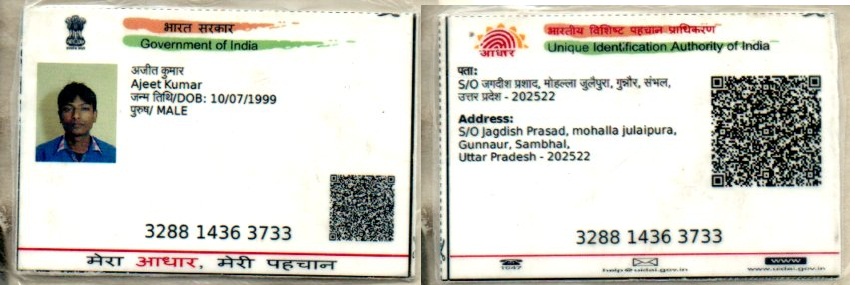 भारत सरकार
Government of India
अजीत कुमार
Ajeet Kumar
जन्म तिथि/DOB: 10/07/1999
पुरुष/ MALE
3288 1436 3733
मेरा आधार, मेरी पहचान
भारतीय विशिष्ट पहचान प्राधिकरण
Unique Identification Authority of India
आधार
पता:
S/O जगदीश प्रशाद, मोहल्ला जुलैपुरा, गुन्नौर, संभल,
उत्तर प्रदेश - 202522
Address:
S/O Jagdish Prasad, mohalla julaipura,
Gunnaur, Sambhal,
Uttar Pradesh - 202522
3288 1436 3733
1947
help@uidai.gov.in
www
www.uidai.gov.in